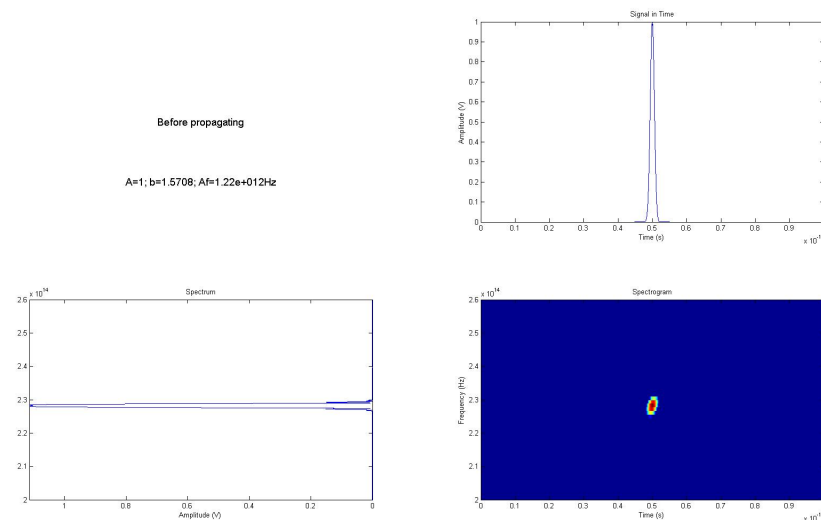 Signal in Time
1
0.9
0.8
0.7
0.6
0.5
0.4
0.3
0.2
0.1
0
Amplitude (V)
0 0.1 0.2 0.3 0.4 0.5 0.6 0.7 0.8 0.9
Time (s)
Before propagating
A=1; b=1.5708; Af=1.22e+012Hz
Spectrum
x 10^14
2.6
2.5
2.4
2.3
2.2
2.1
2
1 0.8 0.6 0.4 0.2 0
Amplitude (V)
Spectrogram
x 10^14
2.6
2.5
2.4
2.3
2.2
2.1
2
Frequency (Hz)
0 0.1 0.2 0.3 0.4 0.5 0.6 0.7 0.8 0.9
Time (s)